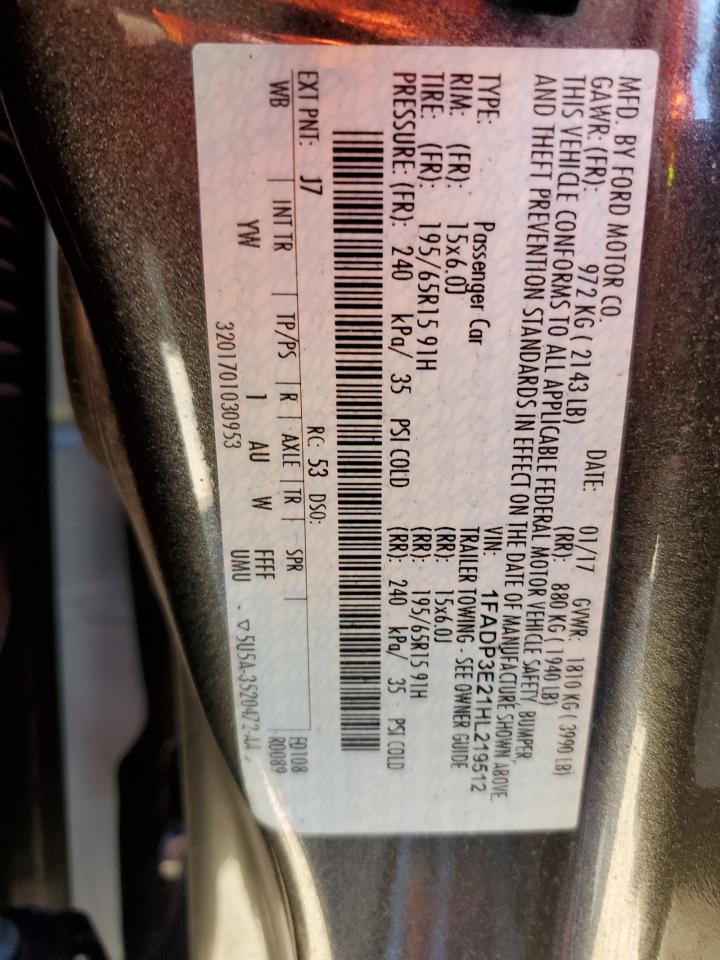 MFD. BY FORD MOTOR CO.
DATE: 01/17 GVWR: 1810 KG ( 3990 LB)
GAWR: (FR): 972 KG ( 2143 LB) (RR): 880 KG ( 1940 LB)
THIS VEHICLE CONFORMS TO ALL APPLICABLE FEDERAL MOTOR VEHICLE SAFETY, BUMPER,
AND THEFT PREVENTION STANDARDS IN EFFECT ON THE DATE OF MANUFACTURE SHOWN ABOVE
VIN: 1FADP3E21HL219512
TYPE: Passenger Car TRAILER TOWING - SEE OWNER GUIDE
RIM: (FR): 15x6.0J (RR): 15x6.0J
TIRE: (FR): 195/65R15 91H (RR): 195/65R15 91H
PRESSURE: (FR): 240 kPa/ 35 PSI COLD (RR): 240 kPa/ 35 PSI COLD
EXT PNT: J7 RC: 53 DSO: F0108
WB | INT TR | TP/PS | R | AXLE | TR | SPR | R0089
YW 1 AU W FFFF
UMU
3201701030953 ▽5U5A-3520472-AA